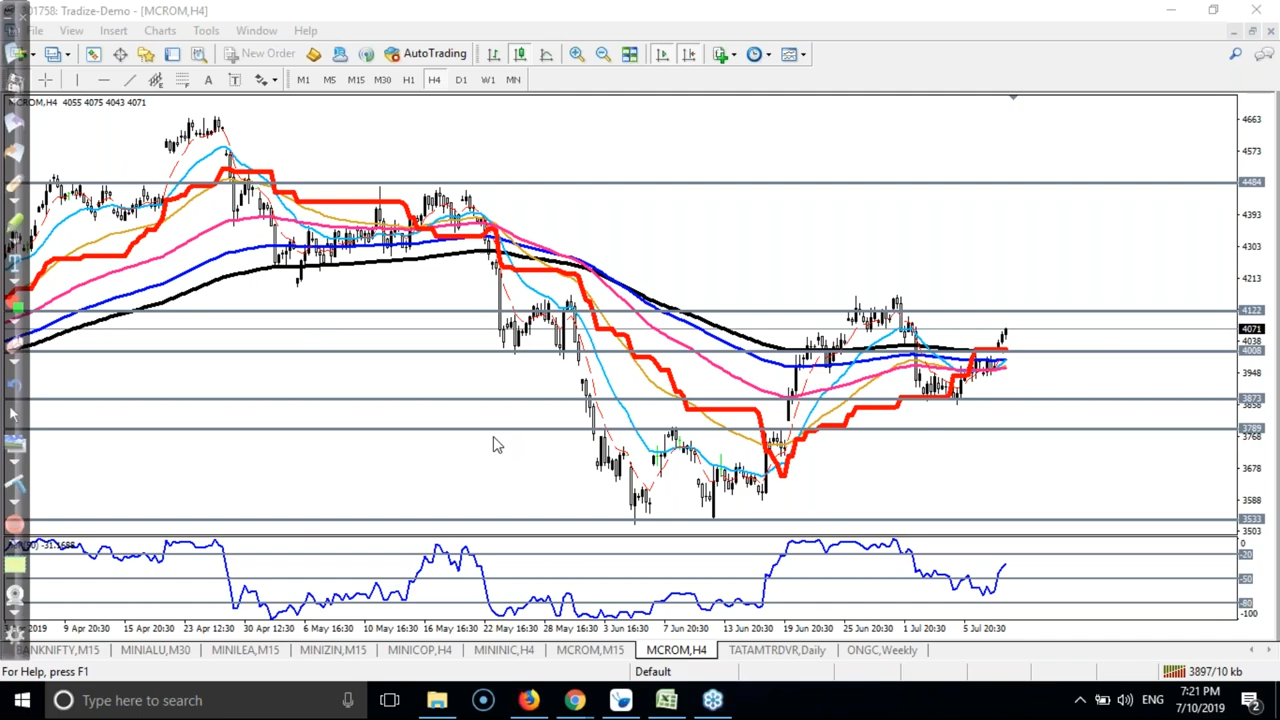 301758: Tradize-Demo - [MCROM,H4]
File View Insert Charts Tools Window Help
New Order AutoTrading
A T M1 M5 M15 M30 H1 H4 D1 W1 MN
MCROM,H4 4055 4075 4043 4071
4663
4573
4484
4393
4303
4213
4122
4071
4038
4008
3948
3873
3858
3789
3768
3678
3588
3533
3503
-31.1688
0
-20
-50
-80
-100
2019 9 Apr 20:30 15 Apr 20:30 23 Apr 12:30 30 Apr 12:30 6 May 16:30 10 May 16:30 16 May 16:30 22 May 16:30 28 May 16:30 3 Jun 16:30 7 Jun 20:30 13 Jun 20:30 19 Jun 20:30 25 Jun 20:30 1 Jul 20:30 5 Jul 20:30
BANKNIFTY,M15 MINIALU,M30 MINILEA,M15 MINIZIN,M15 MINICOP,H4 MININIC,H4 MCROM,M15 MCROM,H4 TATAMTRDVR,Daily ONGC,Weekly
For Help, press F1 Default 3897/10 kb
Type here to search ENG 7:21 PM
7/10/2019 2